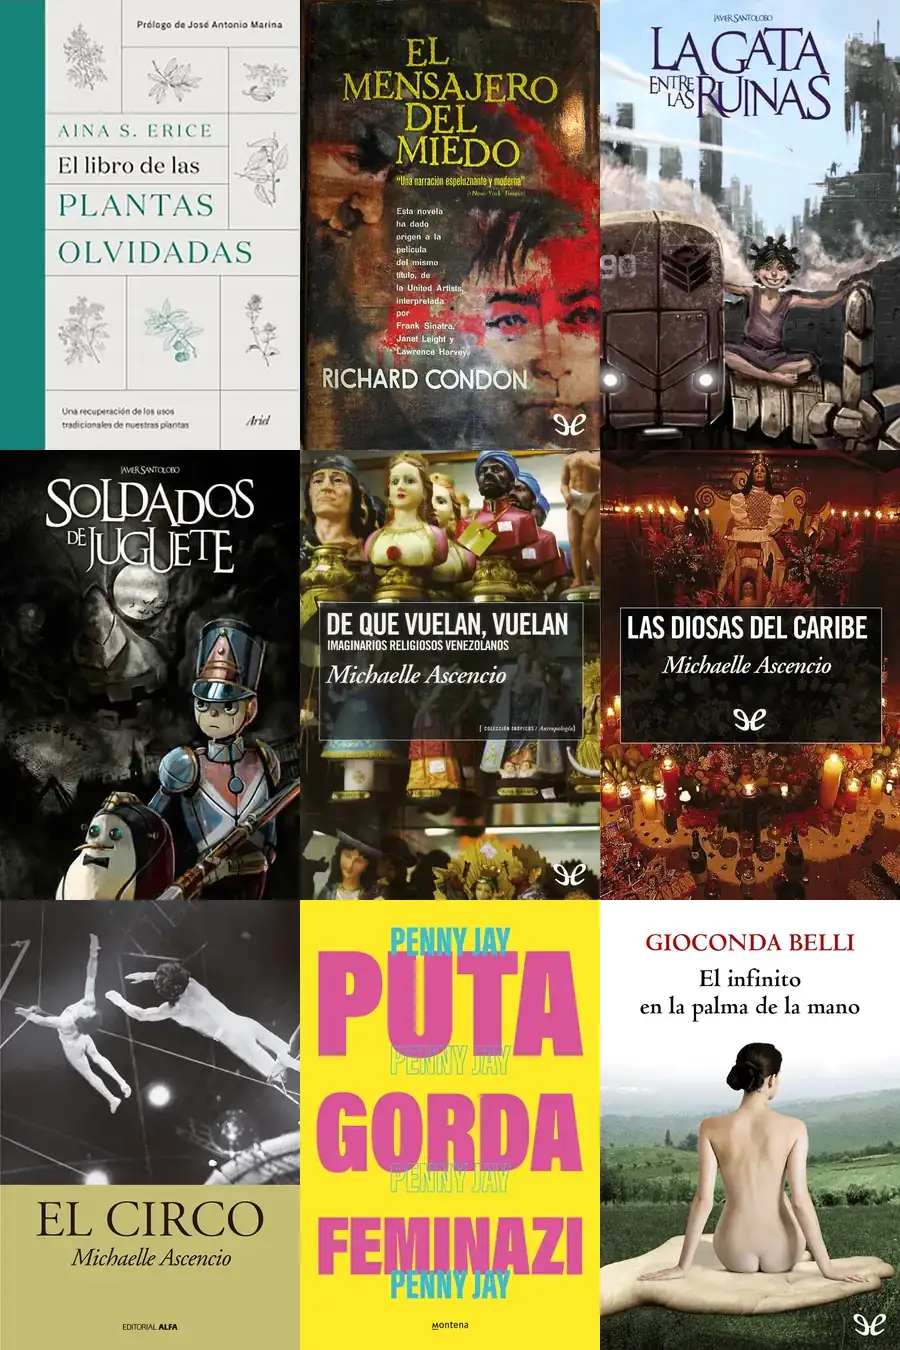 Prólogo de José Antonio Marina
AINA S. ERICE
El libro de las
PLANTAS
OLVIDADAS
Una recuperación de los usos
tradicionales de nuestras plantas
Ariel
EL
MENSAJERO
DEL
MIEDO
"Una narración espeluznante y moderna"
(New York Times)
Esta novela
ha dado
origen a la
película
del mismo
título, de
la United Artists,
interpretada
por
Frank Sinatra,
Janet Leight y
Lawrence Harvey.
RICHARD CONDON
JAVIER SANTOLOBO
LA GATA
ENTRE
LAS RUINAS
90
JAVIER SANTOLOBO
SOLDADOS
DE JUGUETE
DE QUE VUELAN, VUELAN
IMAGINARIOS RELIGIOSOS VENEZOLANOS
Michaelle Ascencio
[COLECCIÓN TRÓPICOS / Antropología]
LAS DIOSAS DEL CARIBE
Michaelle Ascencio
EL CIRCO
Michaelle Ascencio
EDITORIAL ALFA
PENNY JAY
PUTA
PENNY JAY
GORDA
PENNY JAY
FEMINAZI
PENNY JAY
Montena
GIOCONDA BELLI
El infinito
en la palma de la mano